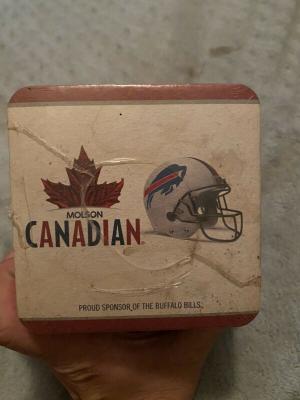 MOLSON
CANADIAN
PROUD SPONSOR OF THE BUFFALO BILLS.